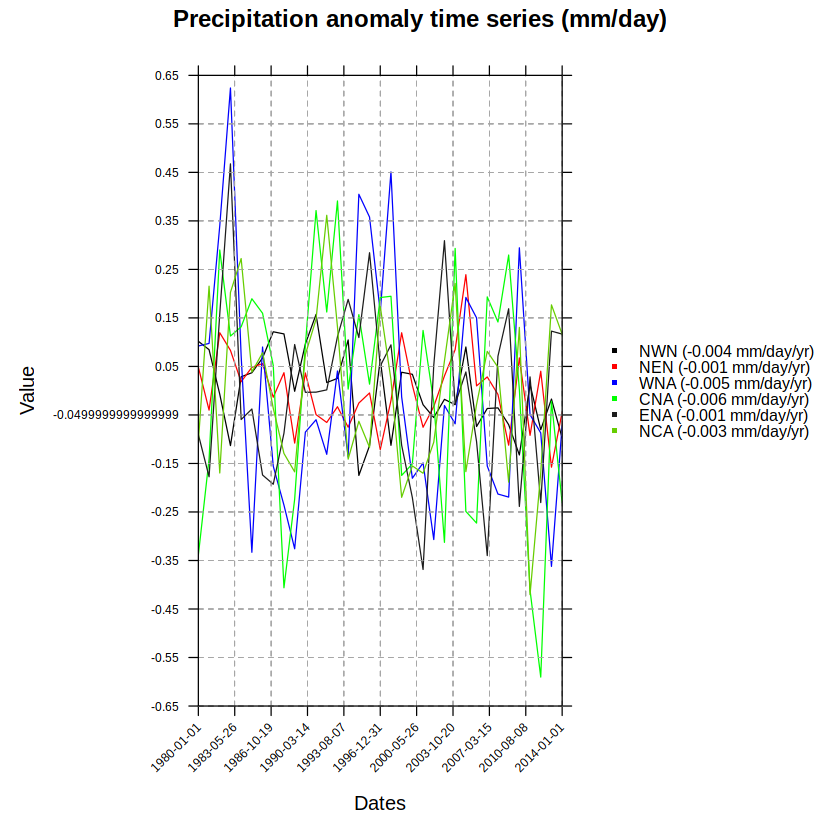 Precipitation anomaly time series (mm/day)
0.65
0.55
0.45
0.35
0.25
0.15
0.05
-0.0499999999999999
-0.15
-0.25
-0.35
-0.45
-0.55
-0.65
Value
1980-01-01
1983-05-26
1986-10-19
1990-03-14
1993-08-07
1996-12-31
2000-05-26
2003-10-20
2007-03-15
2010-08-08
2014-01-01
Dates
NWN (-0.004 mm/day/yr)
NEN (-0.001 mm/day/yr)
WNA (-0.005 mm/day/yr)
CNA (-0.006 mm/day/yr)
ENA (-0.001 mm/day/yr)
NCA (-0.003 mm/day/yr)